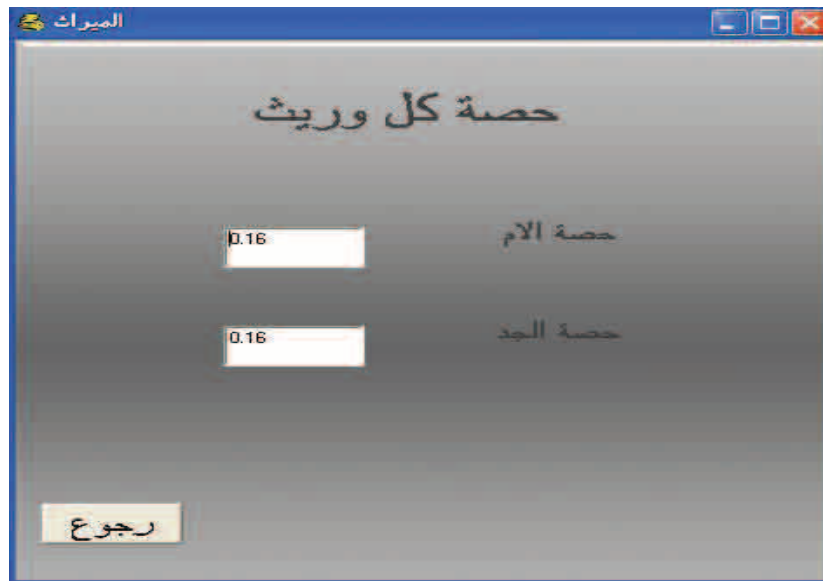 الميراث
حصة كل وريث
حصة الام 0.16
حصة الجد 0.16
رجوع